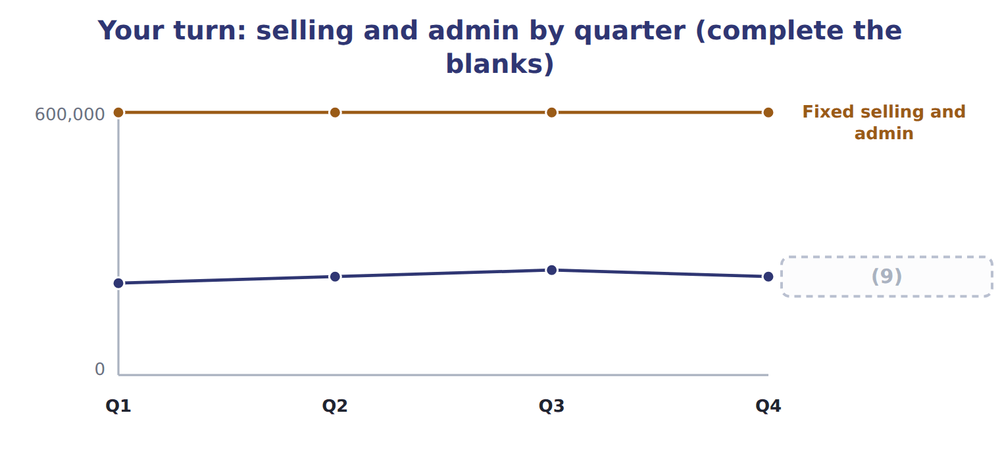 Your turn: selling and admin by quarter (complete the
blanks)
600,000
Fixed selling and
admin
(9)
0
Q1
Q2
Q3
Q4